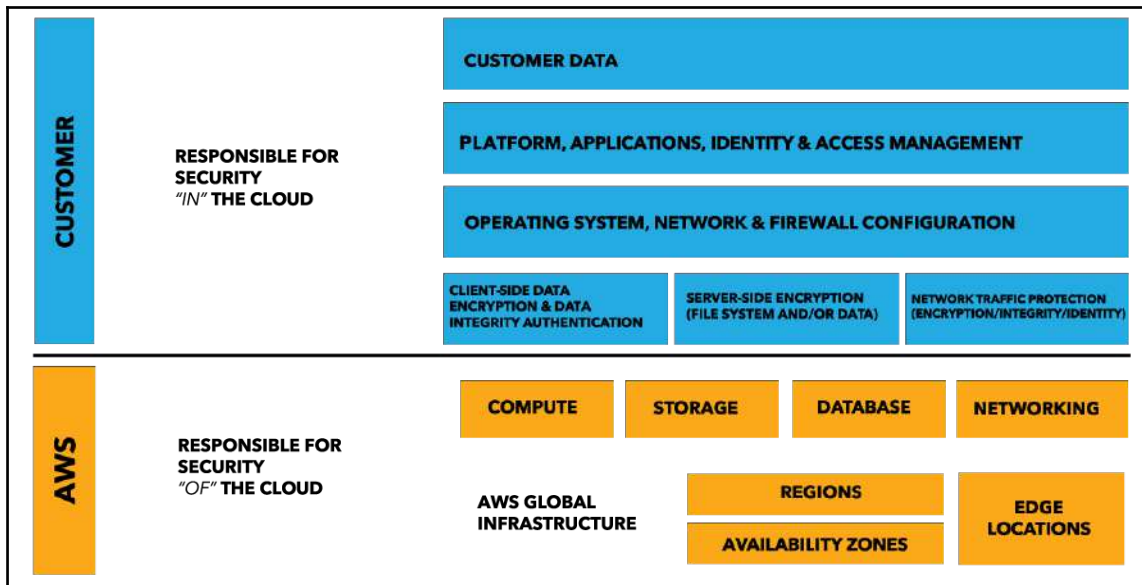 CUSTOMER
RESPONSIBLE FOR
SECURITY
"IN" THE CLOUD
CUSTOMER DATA
PLATFORM, APPLICATIONS, IDENTITY & ACCESS MANAGEMENT
OPERATING SYSTEM, NETWORK & FIREWALL CONFIGURATION
CLIENT-SIDE DATA
ENCRYPTION & DATA
INTEGRITY AUTHENTICATION
SERVER-SIDE ENCRYPTION
(FILE SYSTEM AND/OR DATA)
NETWORK TRAFFIC PROTECTION
(ENCRYPTION/INTEGRITY/IDENTITY)
AWS
RESPONSIBLE FOR
SECURITY
"OF" THE CLOUD
COMPUTE
STORAGE
DATABASE
NETWORKING
AWS GLOBAL
INFRASTRUCTURE
REGIONS
AVAILABILITY ZONES
EDGE
LOCATIONS